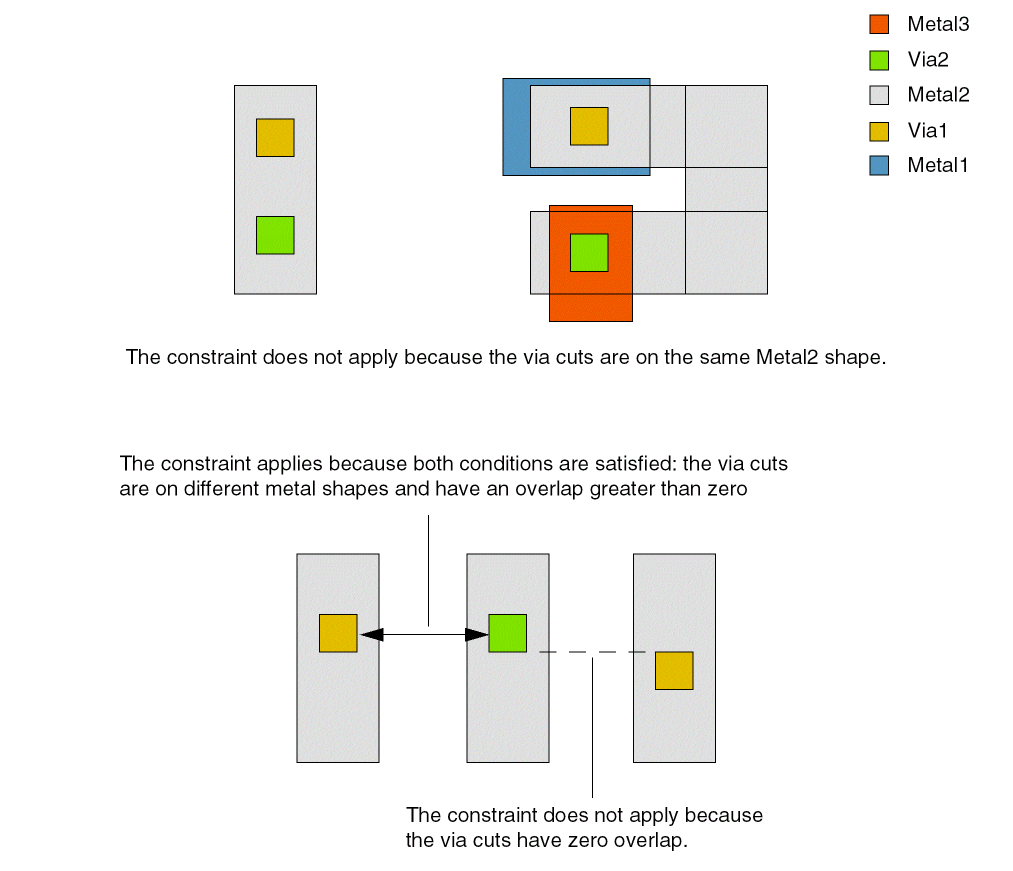 Metal3
Via2
Metal2
Via1
Metal1
The constraint does not apply because the via cuts are on the same Metal2 shape.
The constraint applies because both conditions are satisfied: the via cuts
are on different metal shapes and have an overlap greater than zero
The constraint does not apply because
the via cuts have zero overlap.